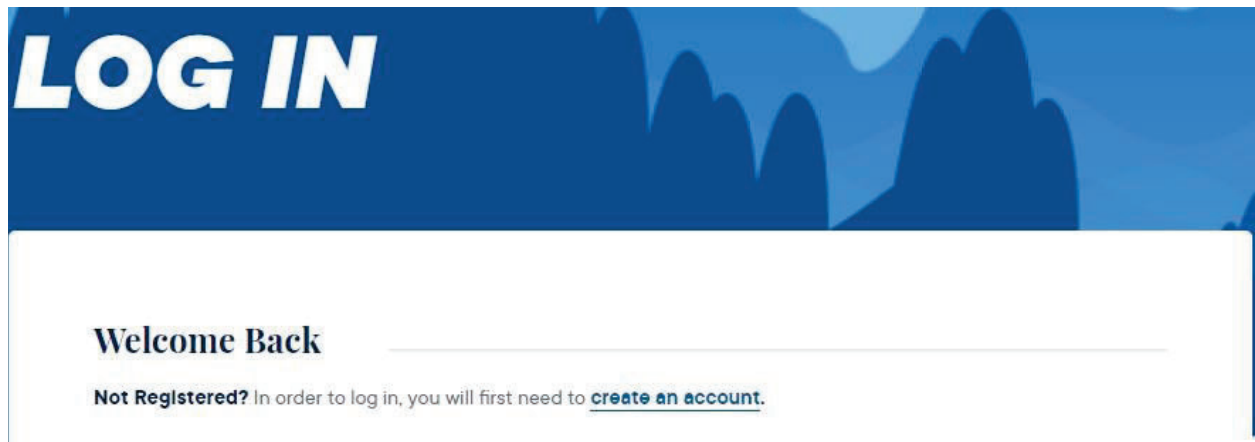 LOG IN
Welcome Back
Not Registered? In order to log in, you will first need to create an account.